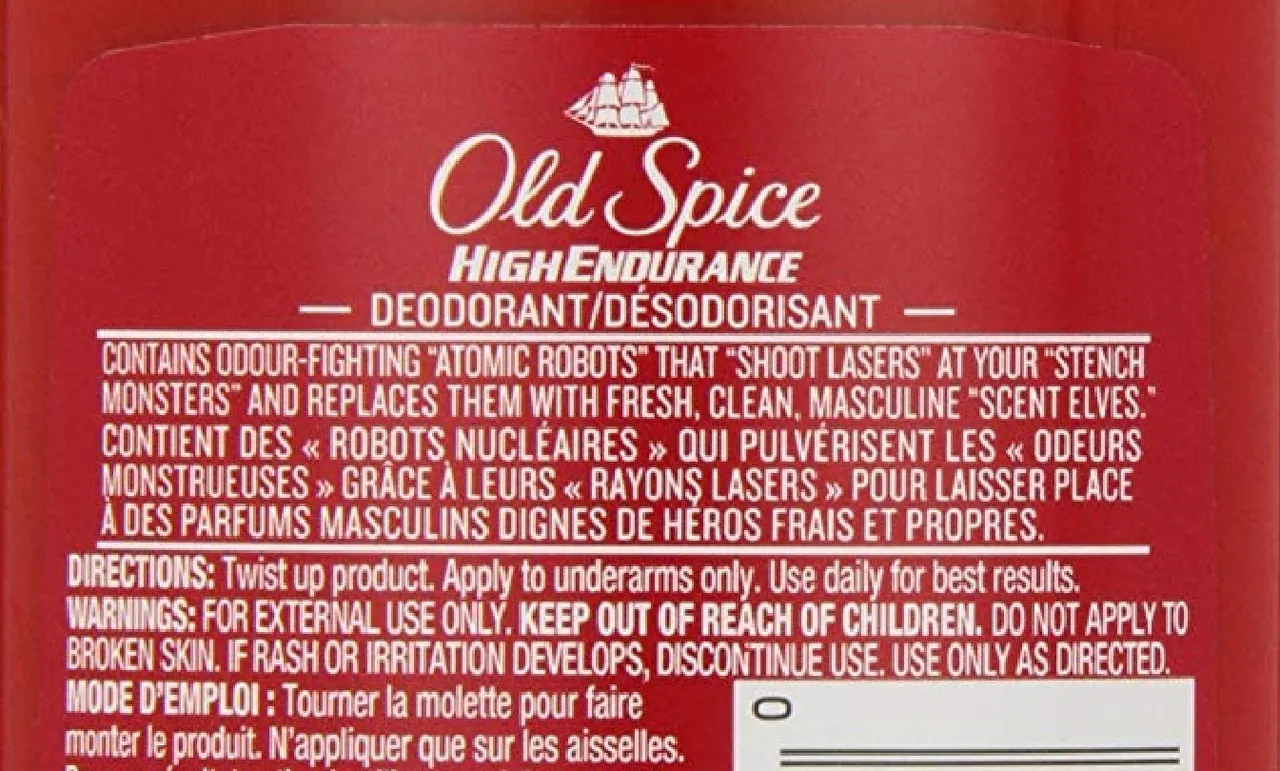 Old Spice
HIGH ENDURANCE
— DEODORANT/DÉSODORISANT —
CONTAINS ODOUR-FIGHTING “ATOMIC ROBOTS” THAT “SHOOT LASERS” AT YOUR “STENCH
MONSTERS” AND REPLACES THEM WITH FRESH, CLEAN, MASCULINE “SCENT ELVES.”
CONTIENT DES « ROBOTS NUCLÉAIRES » QUI PULVÉRISENT LES « ODEURS
MONSTRUEUSES » GRÂCE À LEURS « RAYONS LASERS » POUR LAISSER PLACE
À DES PARFUMS MASCULINS DIGNES DE HÉROS FRAIS ET PROPRES.
DIRECTIONS: Twist up product. Apply to underarms only. Use daily for best results.
WARNINGS: FOR EXTERNAL USE ONLY. KEEP OUT OF REACH OF CHILDREN. DO NOT APPLY TO
BROKEN SKIN. IF RASH OR IRRITATION DEVELOPS, DISCONTINUE USE. USE ONLY AS DIRECTED.
MODE D’EMPLOI : Tourner la molette pour faire
monter le produit. N’appliquer que sur les aisselles.
0